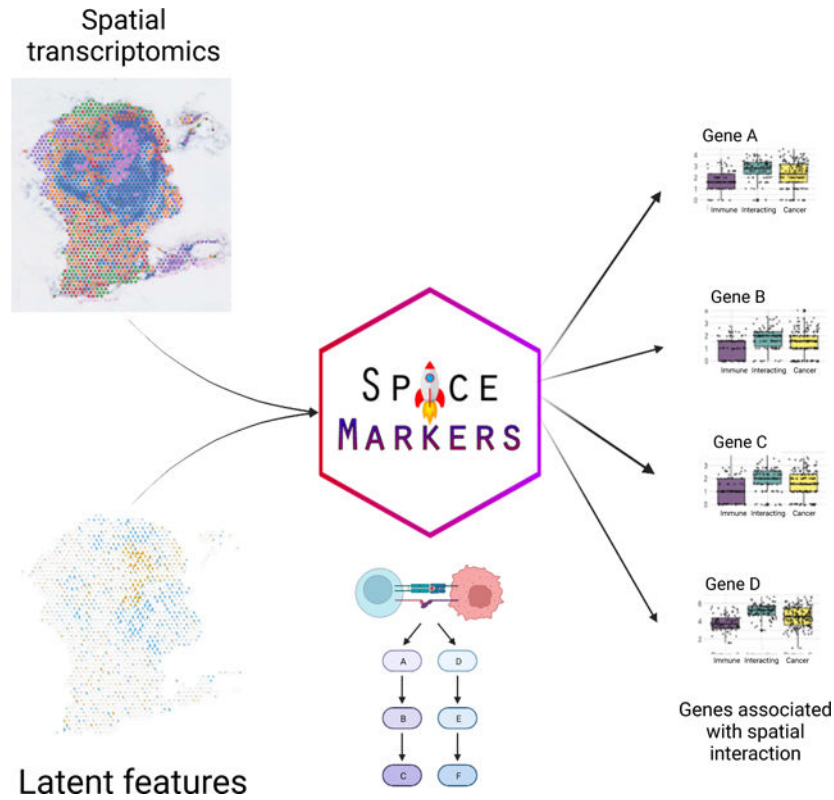 Spatial
transcriptomics
Latent features
SPACE
MARKERS
A
D
B
E
C
F
Gene A
Immune Interacting Cancer
Gene B
Immune Interacting Cancer
Gene C
Immune Interacting Cancer
Gene D
Immune Interacting Cancer
Genes associated
with spatial
interaction